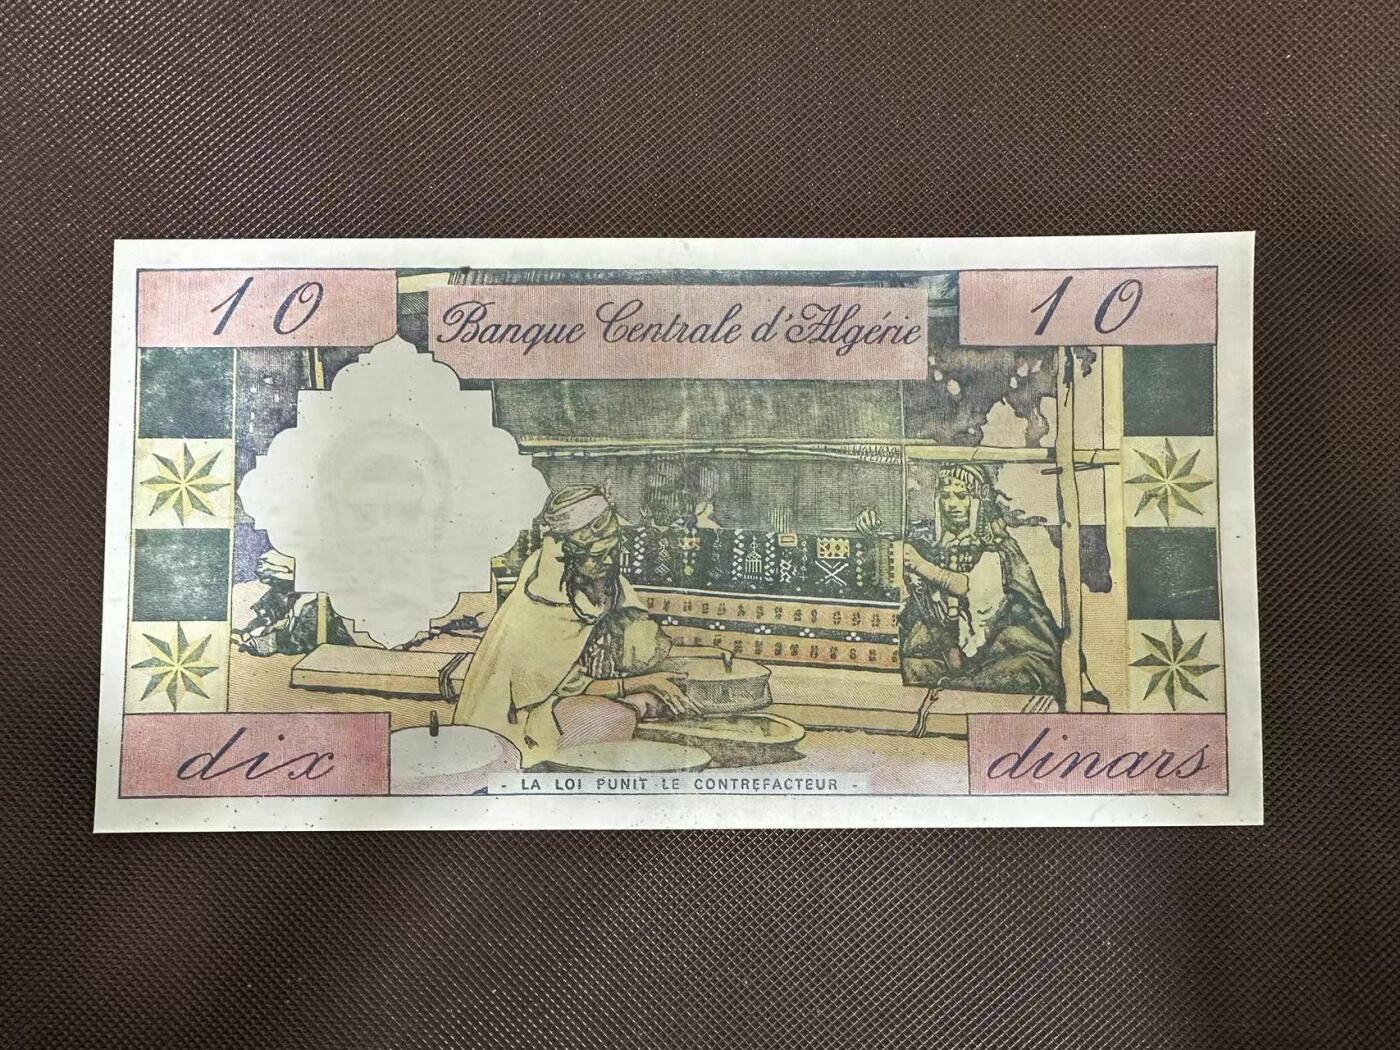 10
Banque Centrale d'Algérie
10
dix
dinars
- LA LOI PUNIT LE CONTREFACTEUR -